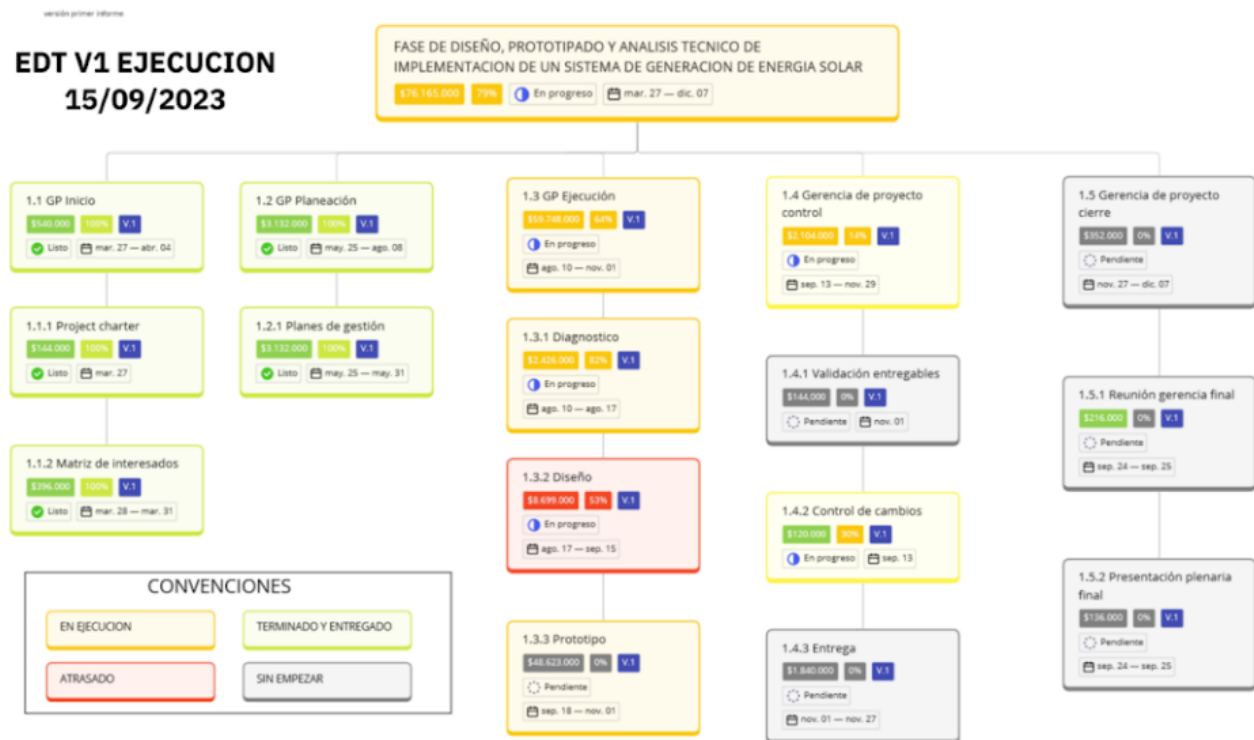 versión primer informe
EDT V1 EJECUCION
15/09/2023
FASE DE DISEÑO, PROTOTIPADO Y ANALISIS TECNICO DE
IMPLEMENTACION DE UN SISTEMA DE GENERACION DE ENERGIA SOLAR
$76.165.000 79% En progreso mar. 27 — dic. 07
1.1 GP Inicio
$540.000 100% V.1
Listo mar. 27 — abr. 04
1.1.1 Project charter
$144.000 100% V.1
Listo mar. 27
1.1.2 Matriz de interesados
$396.000 100% V.1
Listo mar. 28 — mar. 31
1.2 GP Planeación
$3.132.000 100% V.1
Listo may. 25 — ago. 08
1.2.1 Planes de gestión
$3.132.000 100% V.1
Listo may. 25 — may. 31
1.3 GP Ejecución
$59.748.000 64% V.1
En progreso
ago. 10 — nov. 01
1.3.1 Diagnostico
$2.426.000 82% V.1
En progreso
ago. 10 — ago. 17
1.3.2 Diseño
$8.699.000 53% V.1
En progreso
ago. 17 — sep. 15
1.3.3 Prototipo
$48.623.000 0% V.1
Pendiente
sep. 18 — nov. 01
1.4 Gerencia de proyecto
control
$2.104.000 14% V.1
En progreso
sep. 13 — nov. 29
1.4.1 Validación entregables
$144.000 0% V.1
Pendiente nov. 01
1.4.2 Control de cambios
$120.000 30% V.1
En progreso sep. 13
1.4.3 Entrega
$1.840.000 0% V.1
Pendiente
nov. 01 — nov. 27
1.5 Gerencia de proyecto
cierre
$352.000 0% V.1
Pendiente
nov. 27 — dic. 07
1.5.1 Reunión gerencia final
$216.000 0% V.1
Pendiente
sep. 24 — sep. 25
1.5.2 Presentación plenaria
final
$136.000 0% V.1
Pendiente
sep. 24 — sep. 25
CONVENCIONES
EN EJECUCION TERMINADO Y ENTREGADO
ATRASADO SIN EMPEZAR